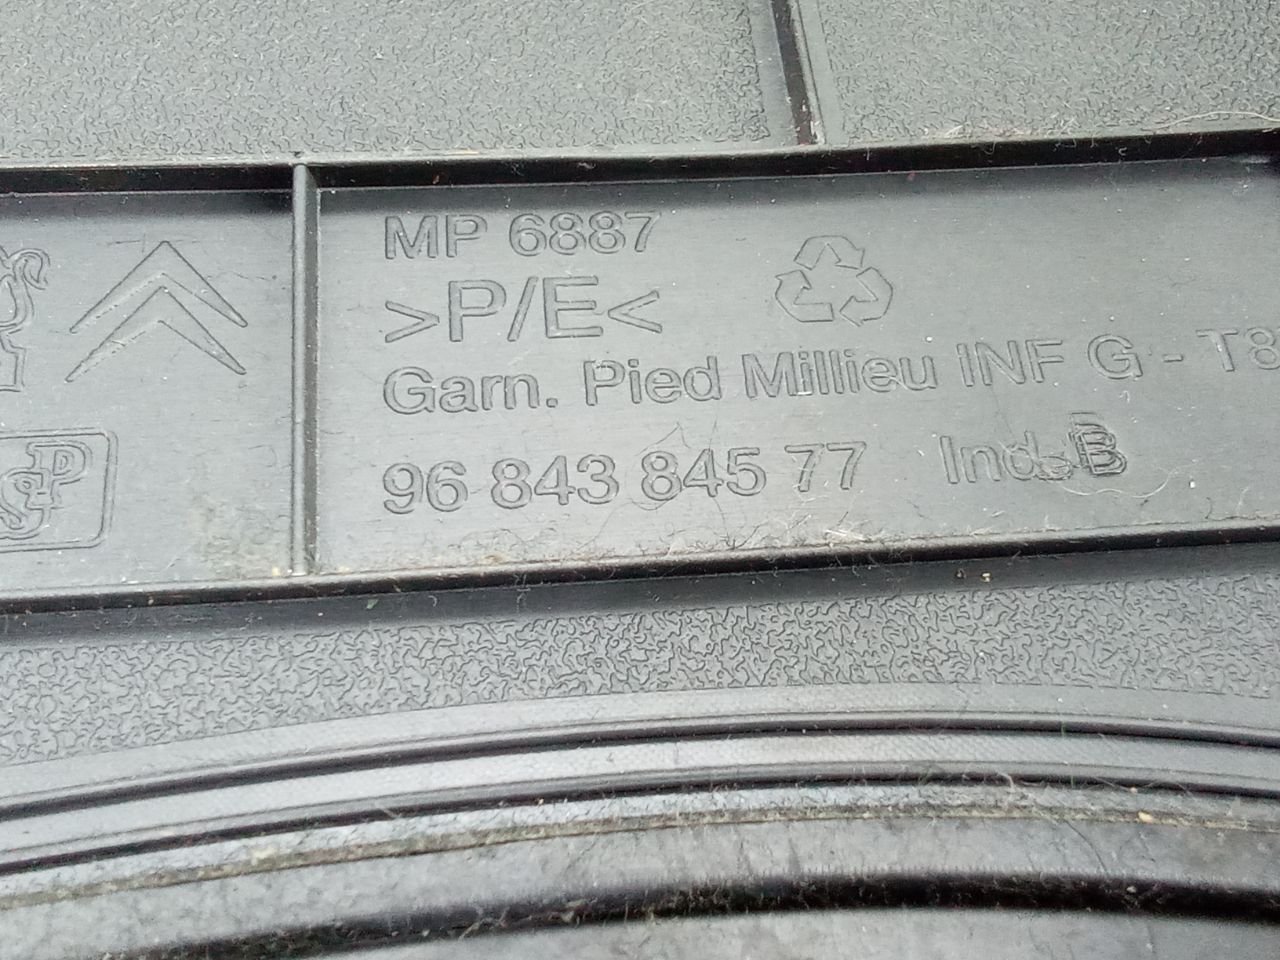 MP 6887
>P/E<
Garn. Pied Millieu INF G - T8
96 843 845 77 Ind. B
S&P